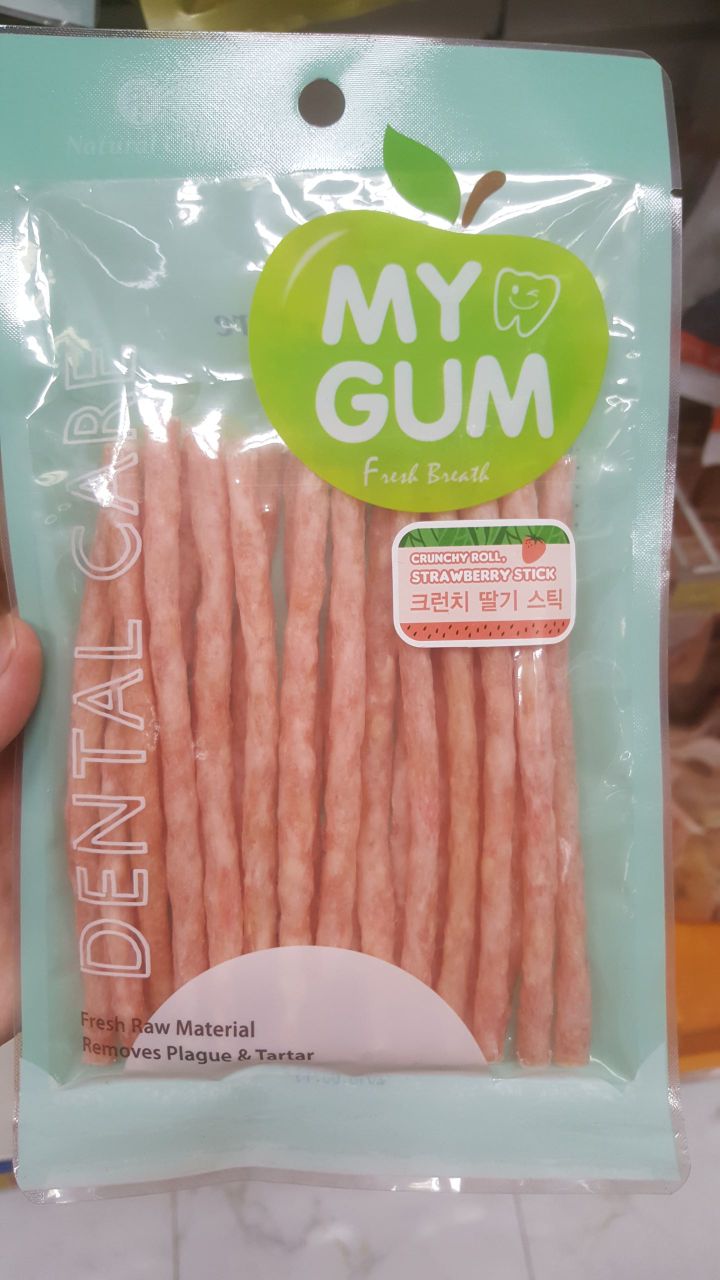 Natural
MY
GUM
Fresh Breath
CRUNCHY ROLL,
STRAWBERRY STICK
크런치 딸기 스틱
DENTAL CARE
Fresh Raw Material
Removes Plague & Tartar